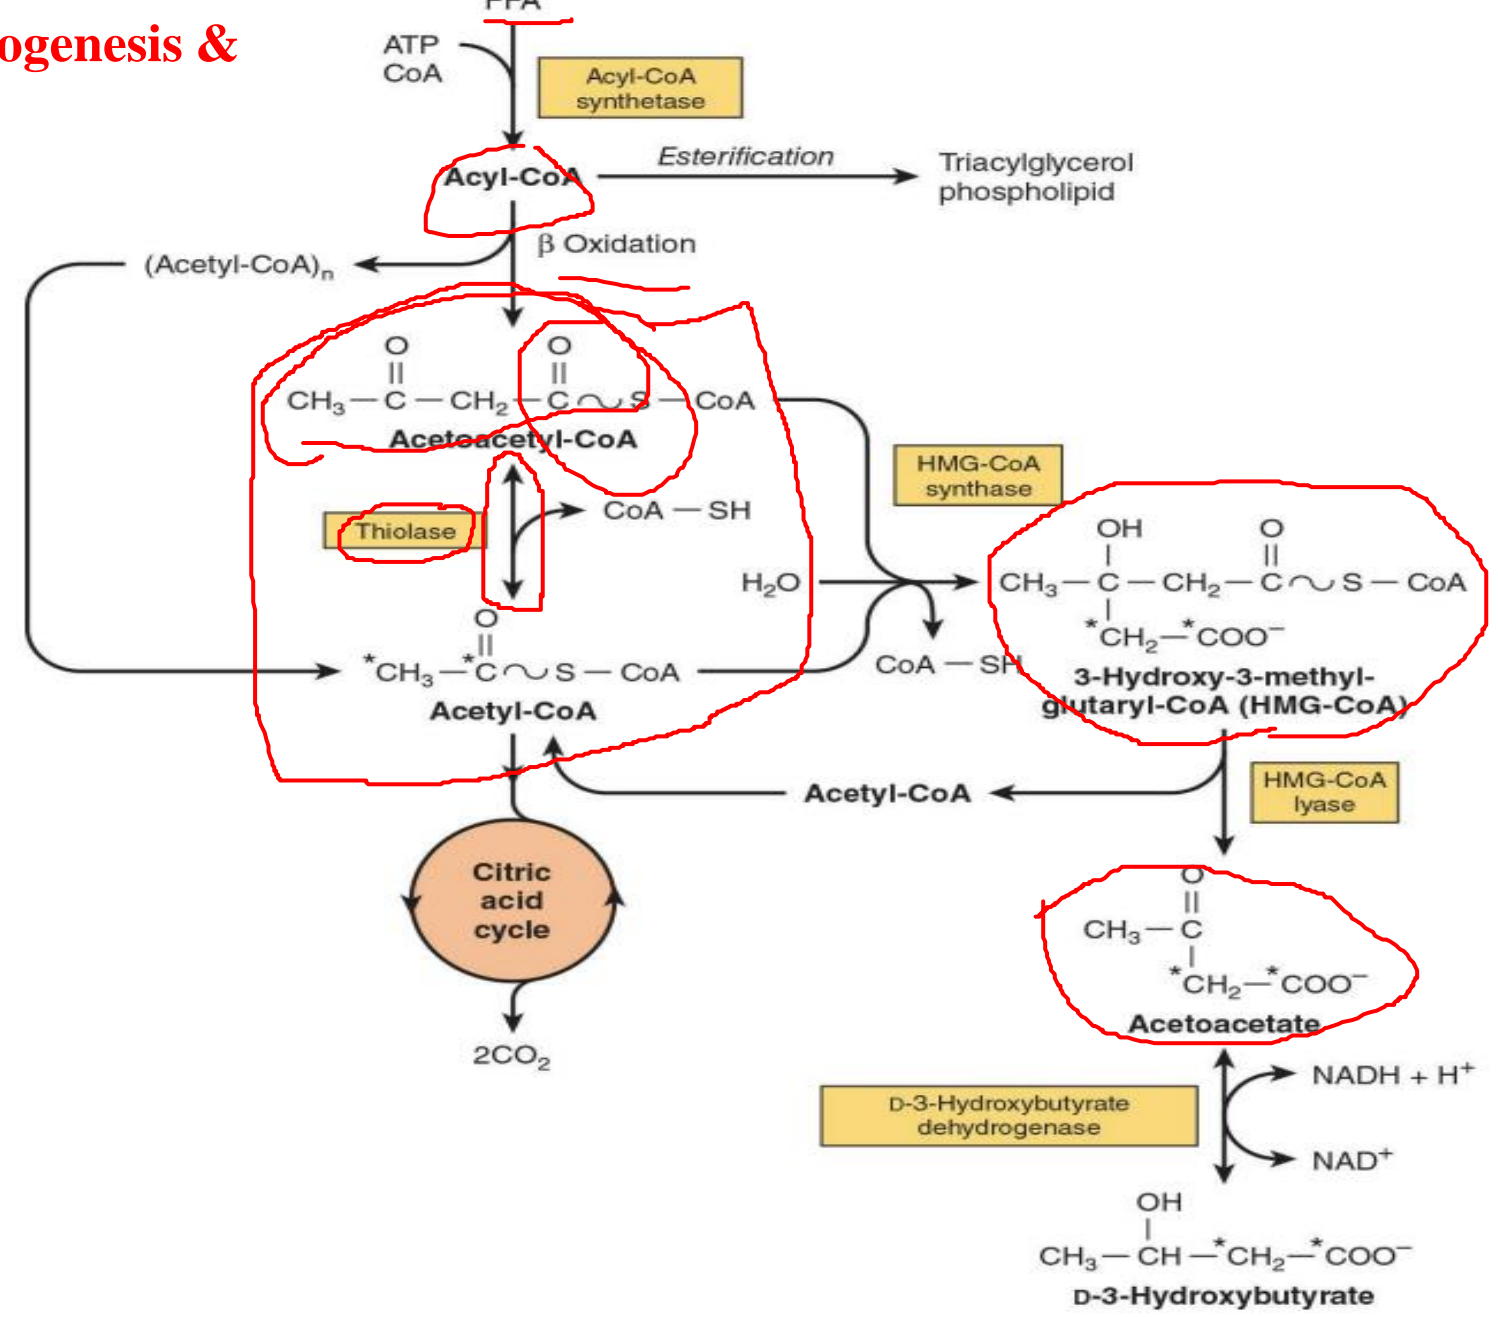 ogenesis &
FFA
ATP
CoA
Acyl-CoA
synthetase
Acyl-CoA
Esterification
Triacylglycerol
phospholipid
β Oxidation
(Acetyl-CoA)n
O
||
O
||
CH3—C—CH2—C~S—CoA
Acetoacetyl-CoA
Thiolase
CoA—SH
HMG-CoA
synthase
H2O
CoA—SH
OH
|
O
||
CH3—C—CH2—C~S—CoA
|
*CH2—*COO−
3-Hydroxy-3-methyl-
glutaryl-CoA (HMG-CoA)
O
||
*CH3—*C~S—CoA
Acetyl-CoA
Acetyl-CoA
HMG-CoA
lyase
Citric
acid
cycle
2CO2
O
||
CH3—C
|
*CH2—*COO−
Acetoacetate
D-3-Hydroxybutyrate
dehydrogenase
NADH + H+
NAD+
OH
|
CH3—CH—*CH2—*COO−
D-3-Hydroxybutyrate